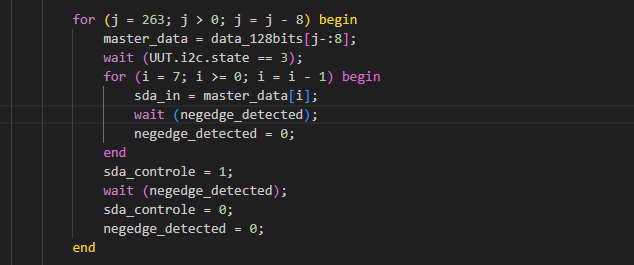 for (j = 263; j > 0; j = j - 8) begin
master_data = data_128bits[j-:8];
wait (UUT.i2c.state == 3);
for (i = 7; i >= 0; i = i - 1) begin
sda_in = master_data[i];
wait (negedge_detected);
negedge_detected = 0;
end
sda_controle = 1;
wait (negedge_detected);
sda_controle = 0;
negedge_detected = 0;
end